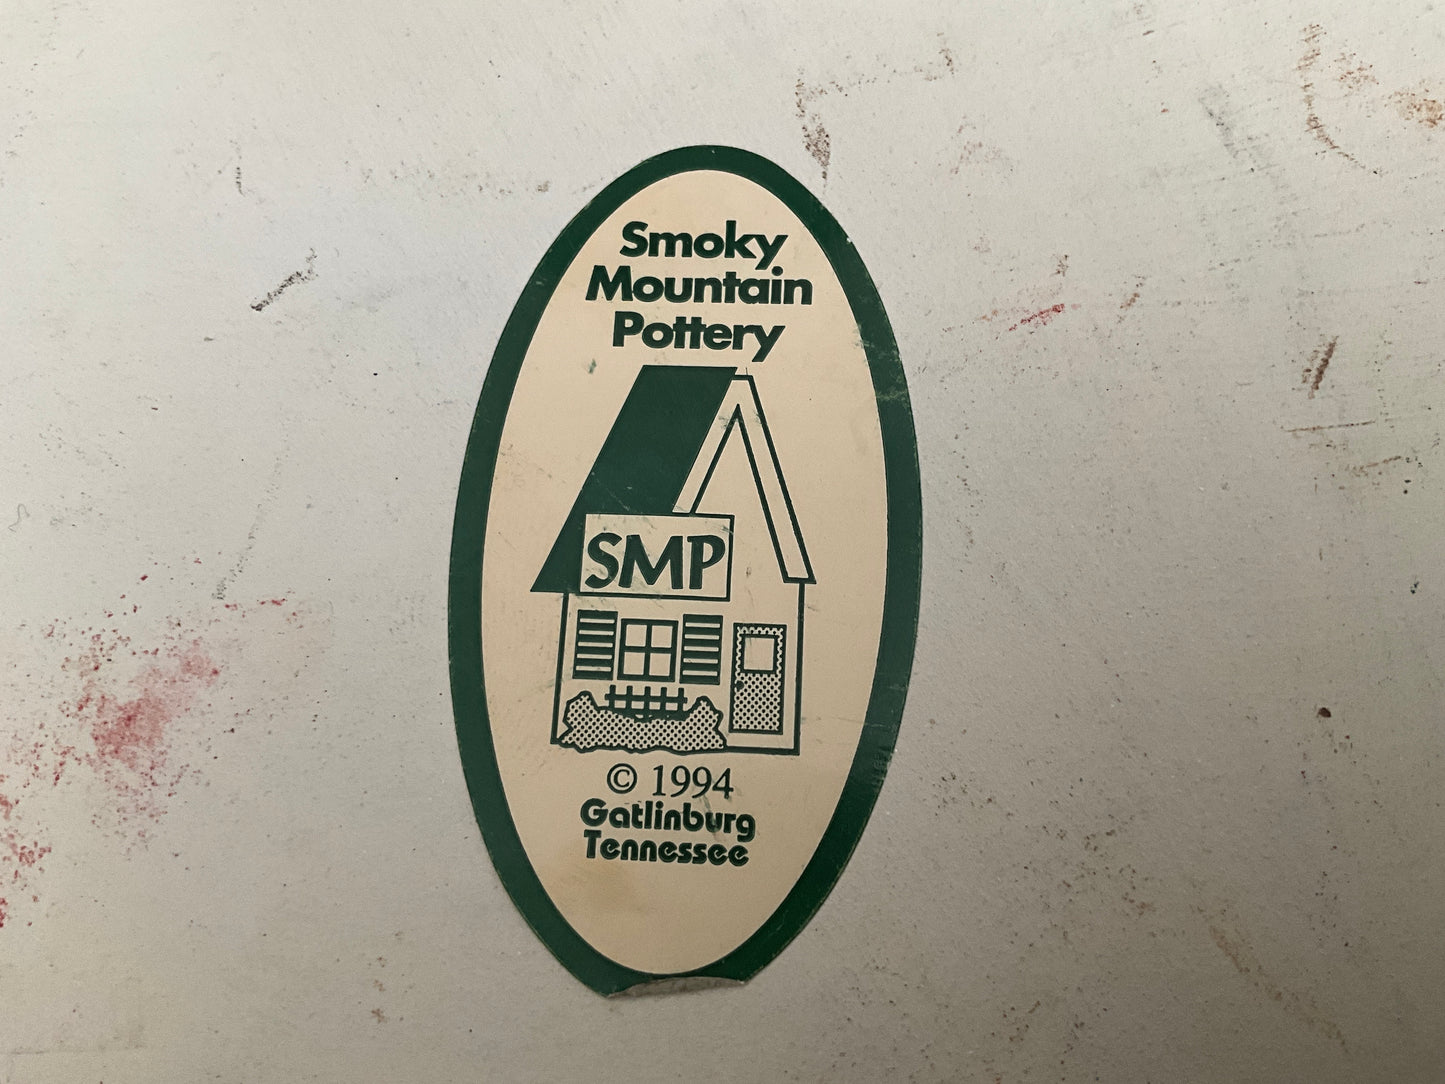 Smoky
Mountain
Pottery
SMP
© 1994
Gatlinburg
Tennessee